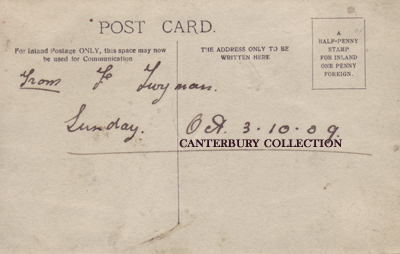 POST CARD.
For Inland Postage ONLY, this space may now
be used for Communication
THE ADDRESS ONLY TO BE
WRITTEN HERE
A
HALF-PENNY
STAMP
FOR INLAND
ONE PENNY
FOREIGN.
From F Twyman.
Sunday. Oct. 3-10-09.
CANTERBURY COLLECTION